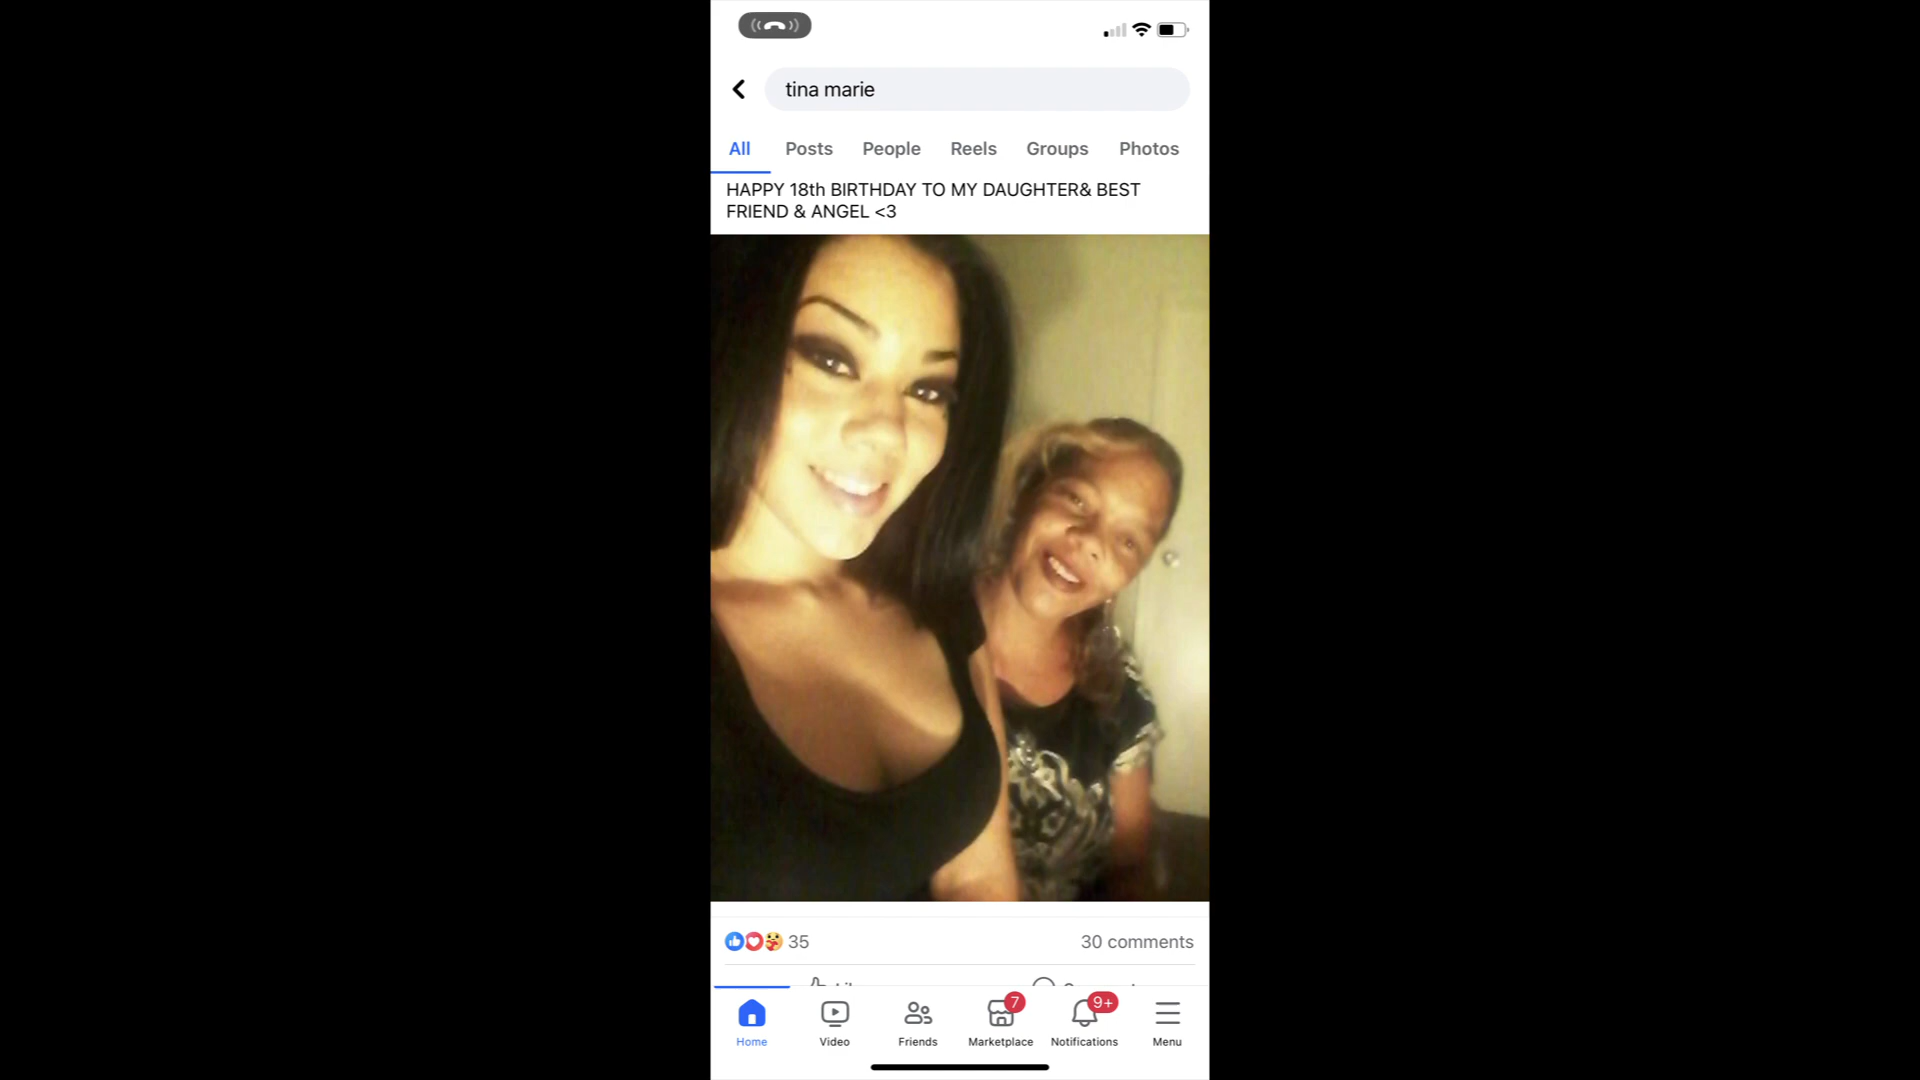 tina marie
All Posts People Reels Groups Photos
HAPPY 18th BIRTHDAY TO MY DAUGHTER& BEST
FRIEND & ANGEL <3
35 30 comments
7 9+
Home Video Friends Marketplace Notifications Menu